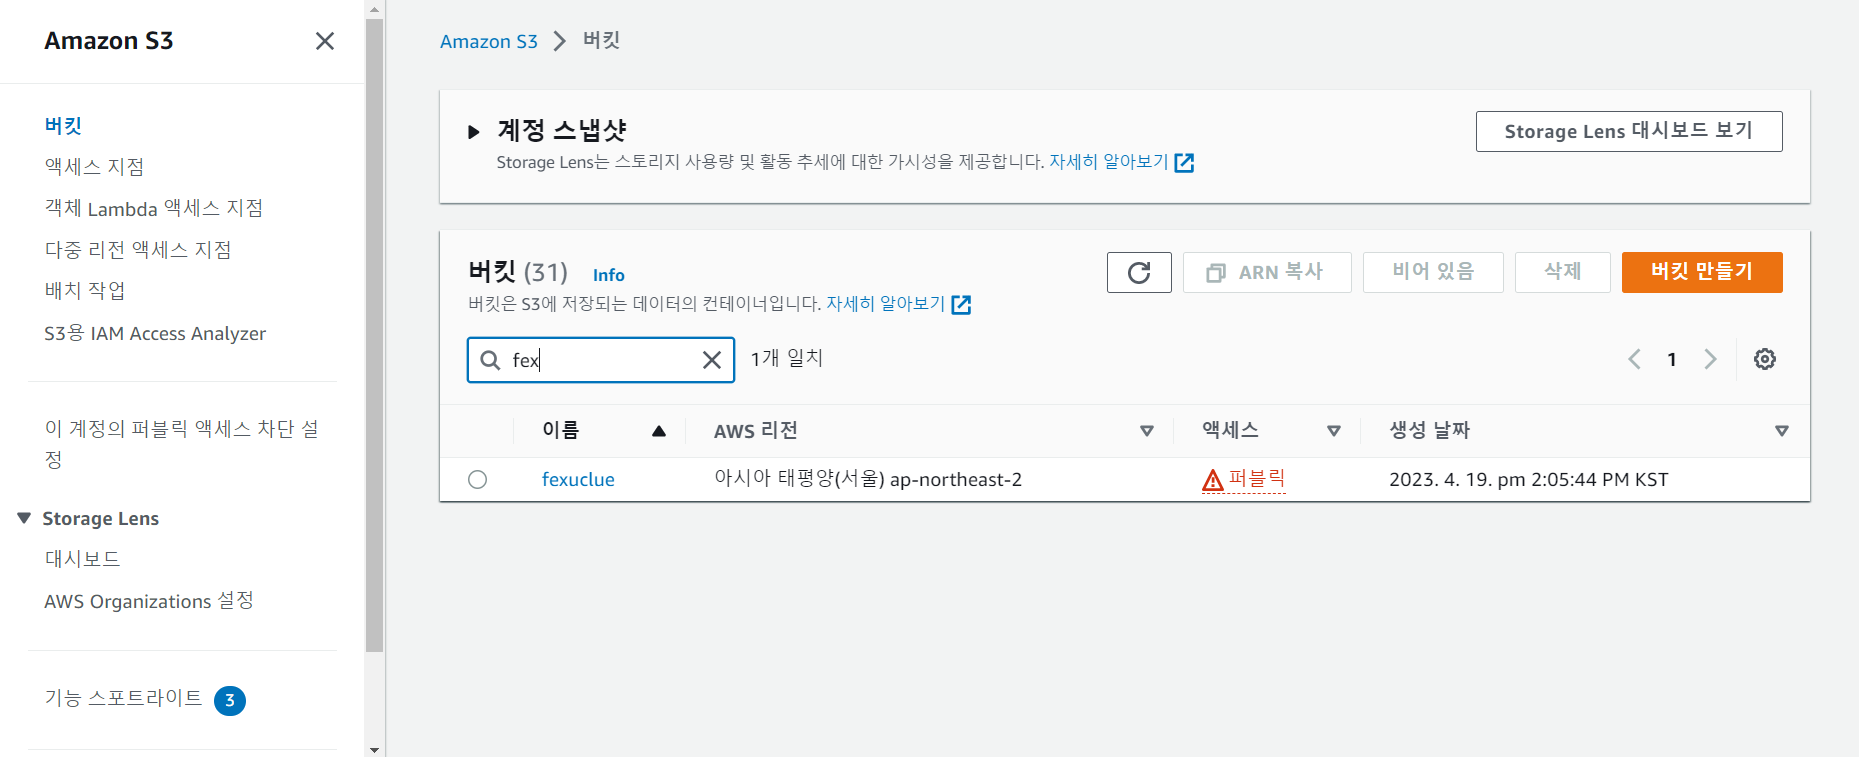 Amazon S3
버킷
액세스 지점
객체 Lambda 액세스 지점
다중 리전 액세스 지점
배치 작업
S3용 IAM Access Analyzer
이 계정의 퍼블릭 액세스 차단 설
정
Storage Lens
대시보드
AWS Organizations 설정
기능 스포트라이트 3
Amazon S3 버킷
계정 스냅샷
Storage Lens 대시보드 보기
Storage Lens는 스토리지 사용량 및 활동 추세에 대한 가시성을 제공합니다. 자세히 알아보기
버킷 (31) Info
ARN 복사 비어 있음 삭제 버킷 만들기
버킷은 S3에 저장되는 데이터의 컨테이너입니다. 자세히 알아보기
fex 1개 일치 1
이름 AWS 리전 액세스 생성 날짜
fexuclue 아시아 태평양(서울) ap-northeast-2 퍼블릭 2023. 4. 19. pm 2:05:44 PM KST